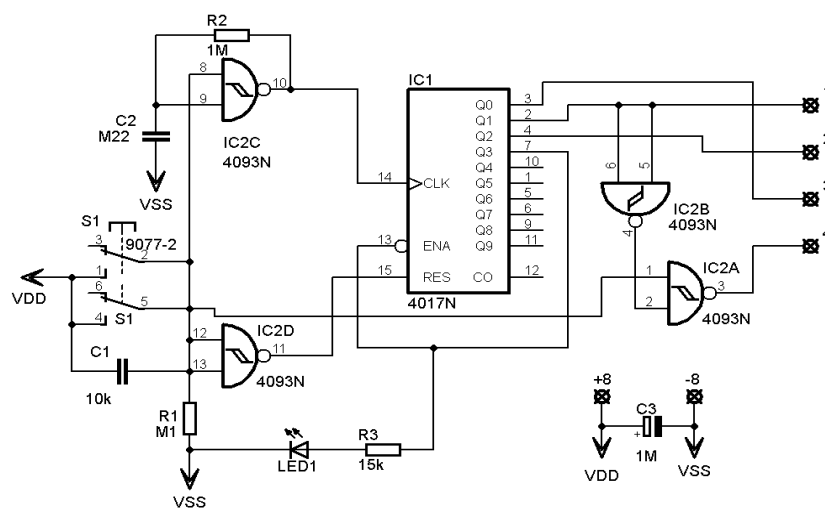 R2
1M
8
9
10
IC2C
4093N
C2
M22
VSS
IC1
Q0
Q1
Q2
Q3
Q4
Q5
Q6
Q7
Q8
Q9
CO
CLK
ENA
RES
14
13
15
3
2
4
7
10
1
5
6
9
11
12
4017N
6
5
4
IC2B
4093N
2
3
4
IC2A
1
2
3
4093N
S1
3
9077-2
2
1
6
5
4
S1
VDD
C1
10k
12
13
11
IC2D
4093N
R1
M1
VSS
LED1
R3
15k
+8
-8
C3
+
1M
VDD
VSS